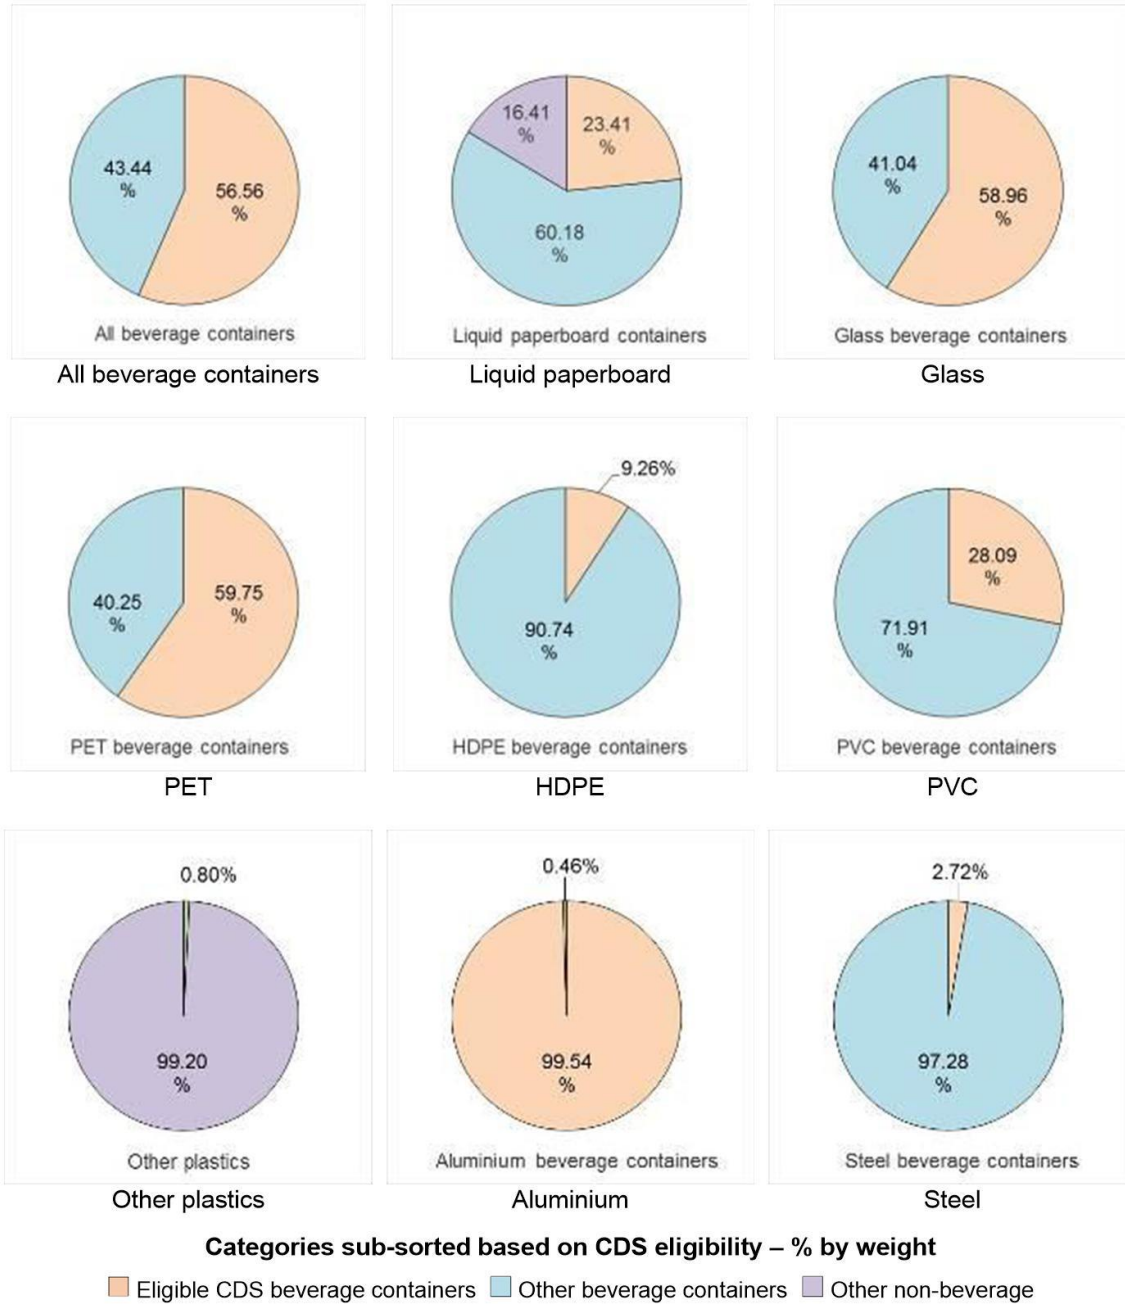 43.44
%
56.56
%
All beverage containers
All beverage containers
16.41
%
23.41
%
60.18
%
Liquid paperboard containers
Liquid paperboard
41.04
%
58.96
%
Glass beverage containers
Glass
40.25
%
59.75
%
PET beverage containers
PET
9.26%
90.74
%
HDPE beverage containers
HDPE
28.09
%
71.91
%
PVC beverage containers
PVC
0.80%
99.20
%
Other plastics
Other plastics
0.46%
99.54
%
Aluminium beverage containers
Aluminium
2.72%
97.28
%
Steel beverage containers
Steel
Categories sub-sorted based on CDS eligibility – % by weight
Eligible CDS beverage containers Other beverage containers Other non-beverage